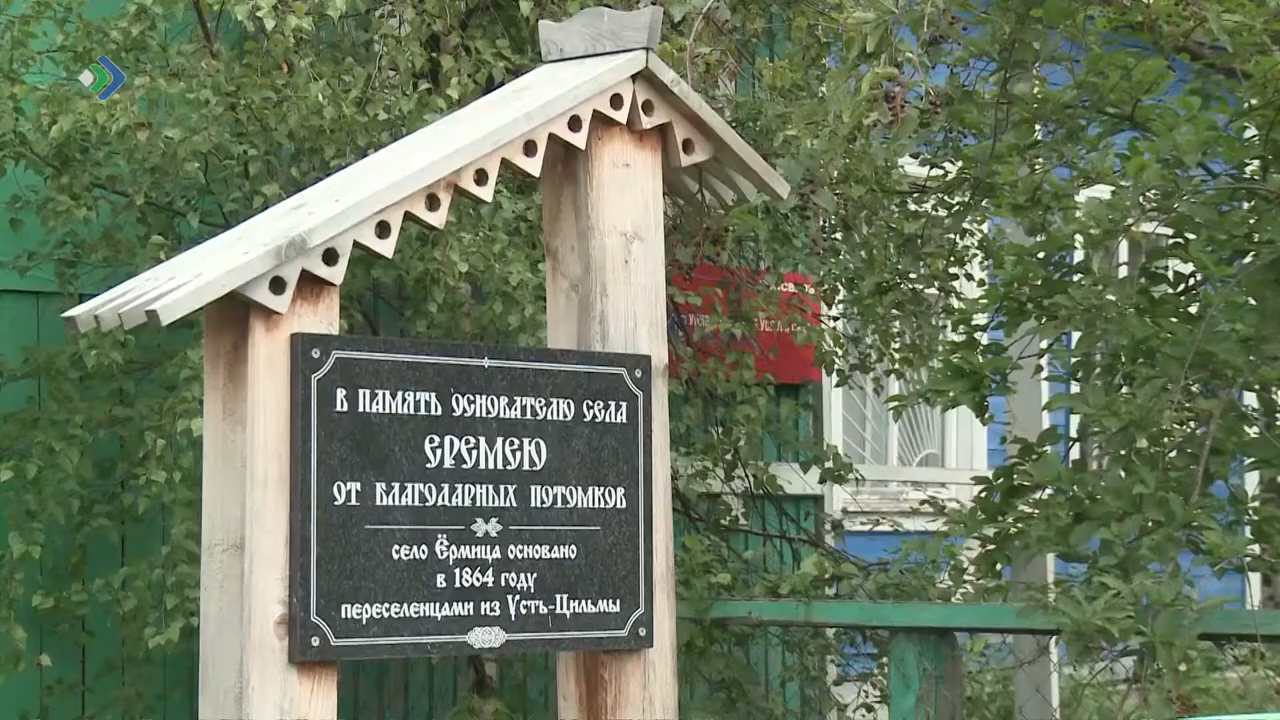 В ПАМЯТЬ ОСНОВАТЕЛЮ СЕЛА
ЕРЕМЕЮ
ОТ БЛАГОДАРНЫХ ПОТОМКОВ
село Ёрмица основано
в 1864 году
переселенцами из Усть-Цильмы